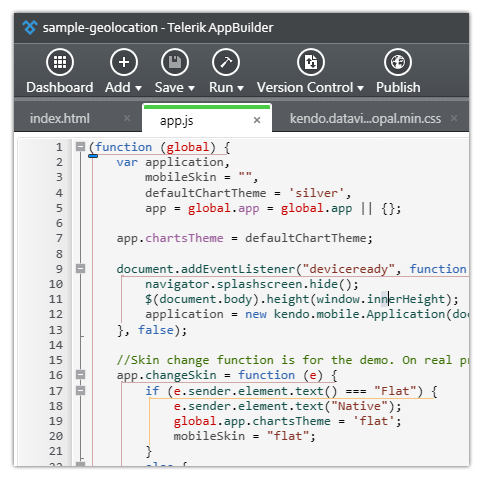 sample-geolocation - Telerik AppBuilder
Dashboard Add Save Run Version Control Publish
index.html × app.js × kendo.datavi...opal.min.css ×
1 (function (global) {
2 var application,
3 mobileSkin = "",
4 defaultChartTheme = 'silver',
5 app = global.app = global.app || {};
6
7 app.chartsTheme = defaultChartTheme;
8
9 document.addEventListener("deviceready", function
10 navigator.splashscreen.hide();
11 $(document.body).height(window.innerHeight);
12 application = new kendo.mobile.Application(doc
13 }, false);
14
15 //Skin change function is for the demo. On real pr
16 app.changeSkin = function (e) {
17 if (e.sender.element.text() === "Flat") {
18 e.sender.element.text("Native");
19 global.app.chartsTheme = 'flat';
20 mobileSkin = "flat";
21 }
22 else {